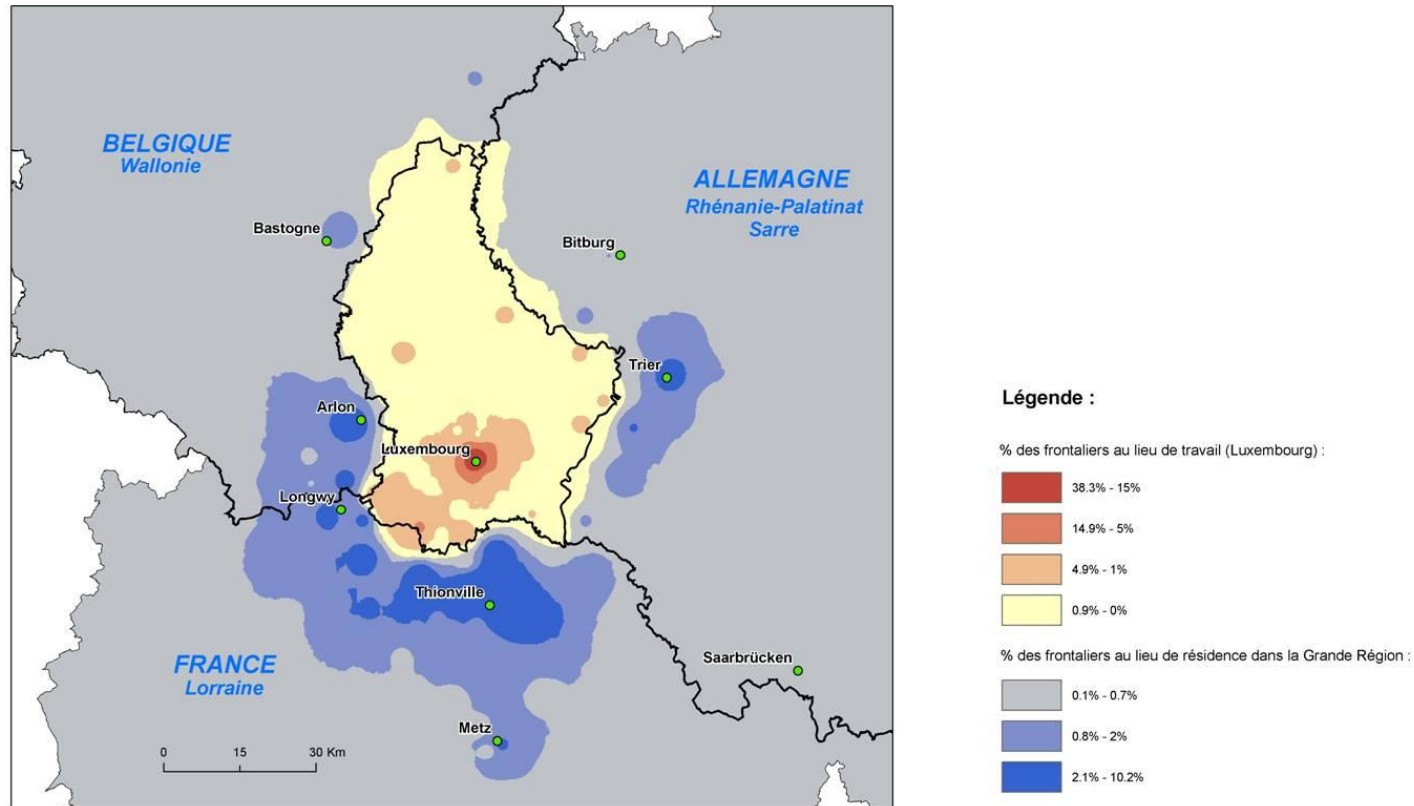 BELGIQUE
Wallonie
ALLEMAGNE
Rhénanie-Palatinat
Sarre
Bastogne
Bitburg
Trier
Arlon
Luxembourg
Longwy
Thionville
Saarbrücken
FRANCE
Lorraine
Metz
0 15 30 Km
Légende :
% des frontaliers au lieu de travail (Luxembourg) :
38.3% - 15%
14.9% - 5%
4.9% - 1%
0.9% - 0%
% des frontaliers au lieu de résidence dans la Grande Région :
0.1% - 0.7%
0.8% - 2%
2.1% - 10.2%